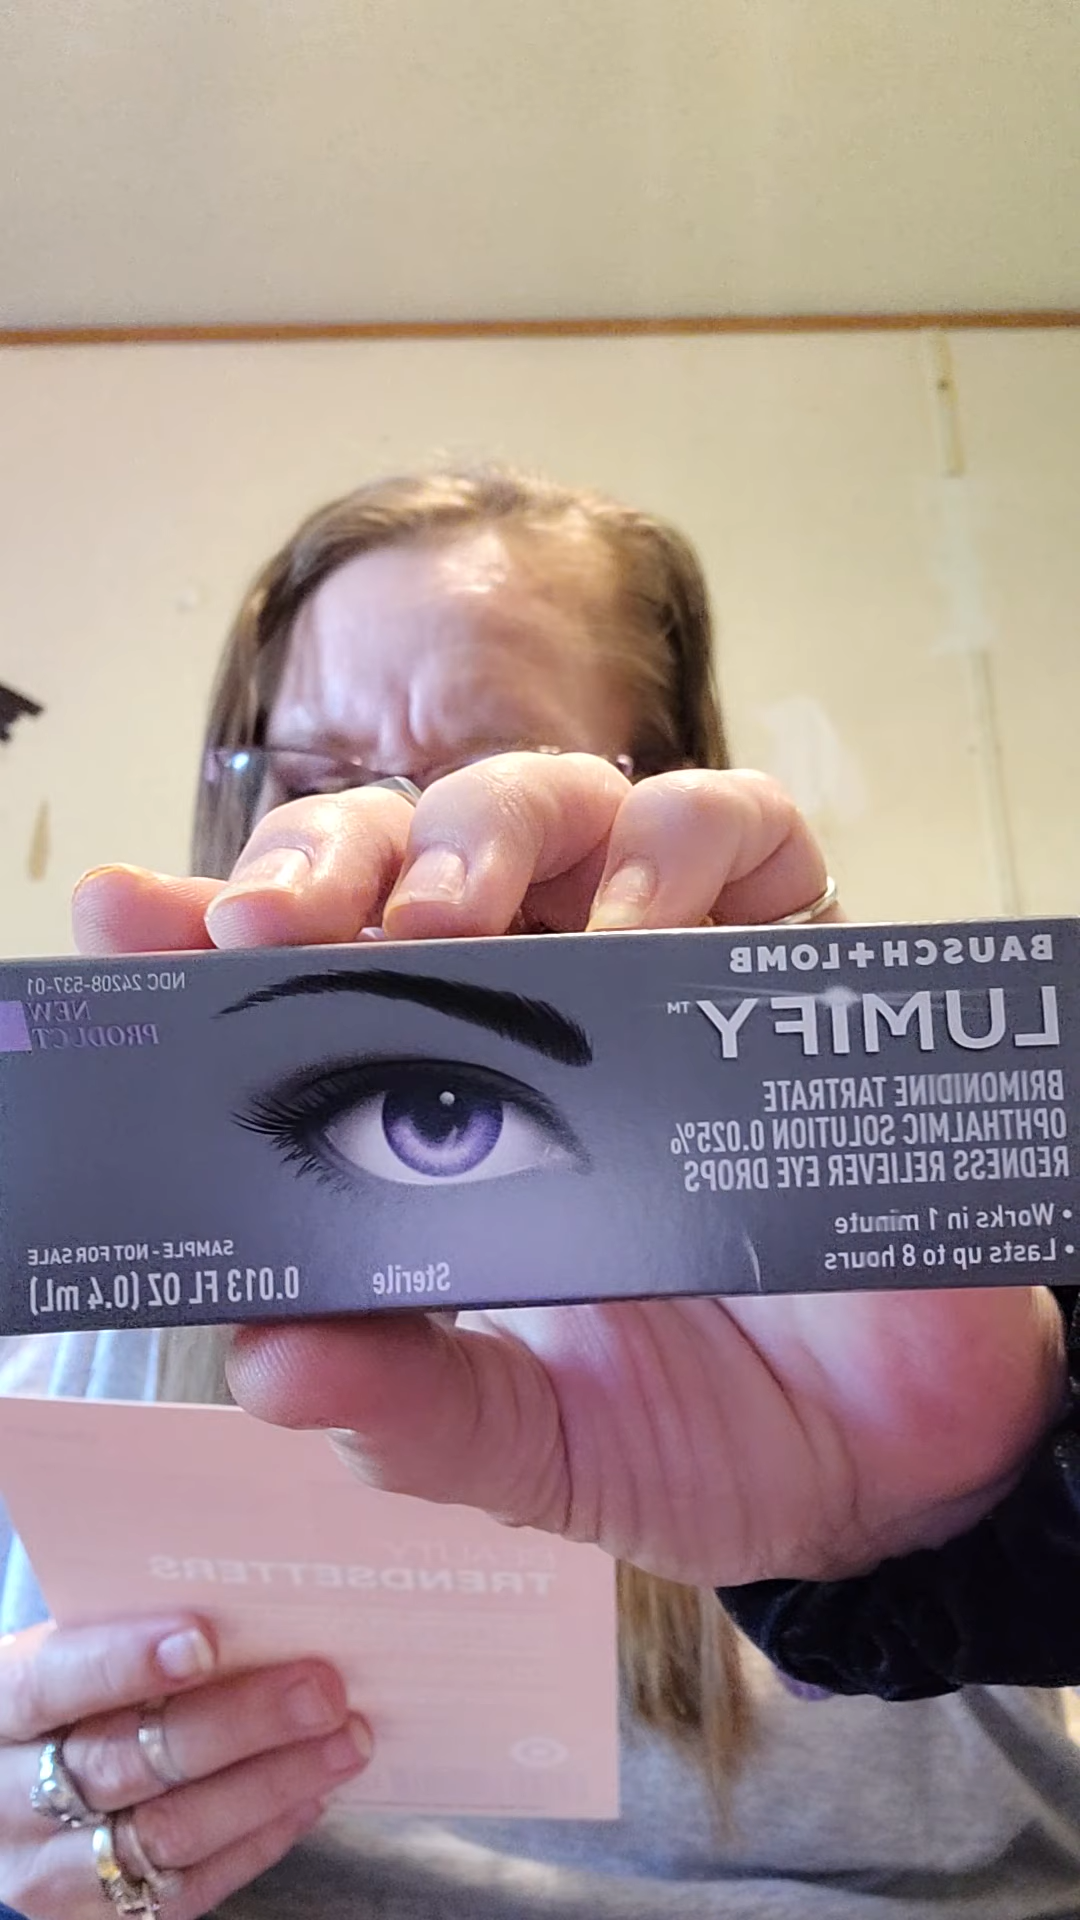 BAUSCH+LOMB
LUMIFY™
BRIMONIDINE TARTRATE
OPHTHALMIC SOLUTION 0.025%
REDNESS RELIEVER EYE DROPS
• Works in 1 minute
• Lasts up to 8 hours
Sterile
NDC 24208-537-01
NEW
PRODUCT
SAMPLE - NOT FOR SALE
0.013 FL OZ (0.4 mL)
BEAUTY
TRENDSETTERS